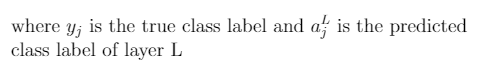 where y_j is the true class label and a_j^L is the predicted
class label of layer L